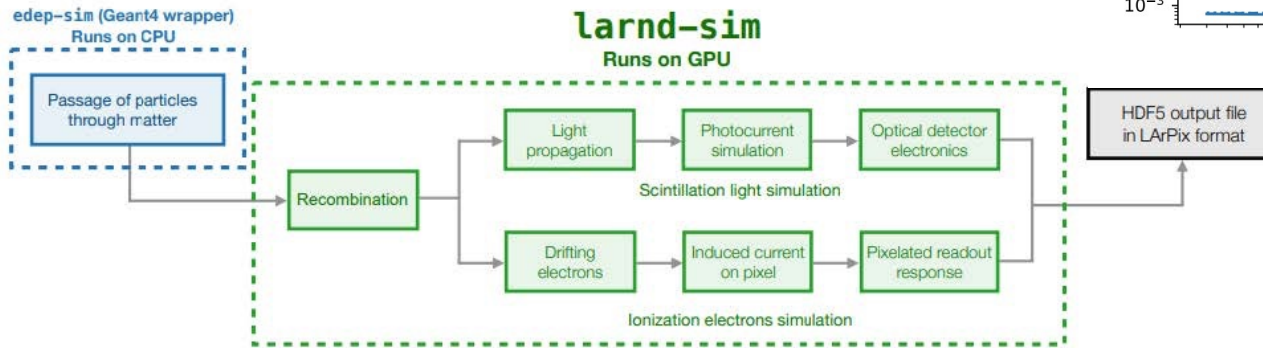 edep-sim (Geant4 wrapper)
Runs on CPU
Passage of particles
through matter
larnd-sim
Runs on GPU
10⁻³
Recombination
Light
propagation
Photocurrent
simulation
Optical detector
electronics
Scintillation light simulation
Drifting
electrons
Induced current
on pixel
Pixelated readout
response
Ionization electrons simulation
HDF5 output file
in LArPix format